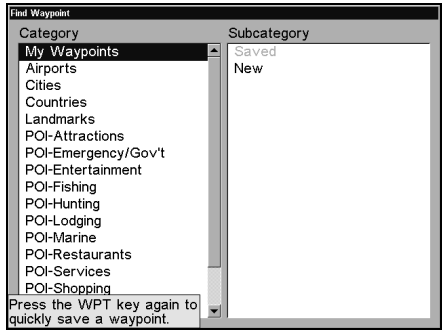 Find Waypoint
Category
My Waypoints
Airports
Cities
Countries
Landmarks
POI-Attractions
POI-Emergency/Gov't
POI-Entertainment
POI-Fishing
POI-Hunting
POI-Lodging
POI-Marine
POI-Restaurants
POI-Services
POI-Shopping
Press the WPT key again to
quickly save a waypoint.
Subcategory
Saved
New